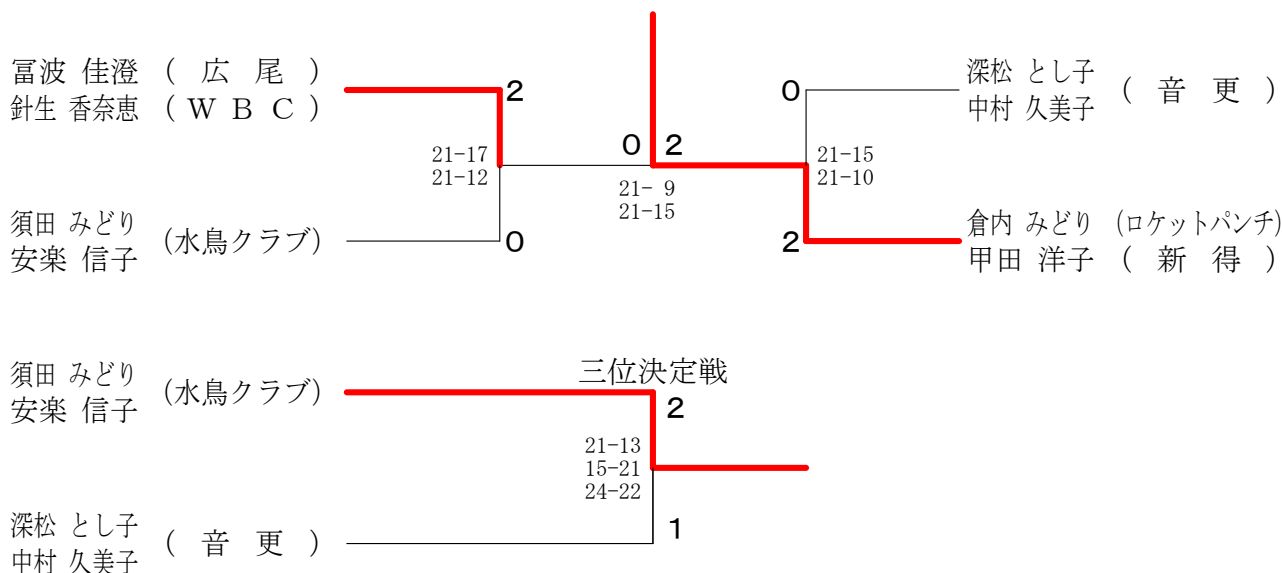 冨波 佳澄 ( 広 尾 )
針生 香奈恵 ( W B C )
2
21-17
21-12
須田 みどり
安楽 信子 (水鳥クラブ)
0
0 2
21- 9
21-15
0
深松 とし子
中村 久美子 ( 音 更 )
21-15
21-10
2
倉内 みどり (ロケットパンチ)
甲田 洋子 ( 新 得 )
須田 みどり
安楽 信子 (水鳥クラブ)
三位決定戦
2
21-13
15-21
24-22
深松 とし子
中村 久美子 ( 音 更 )
1